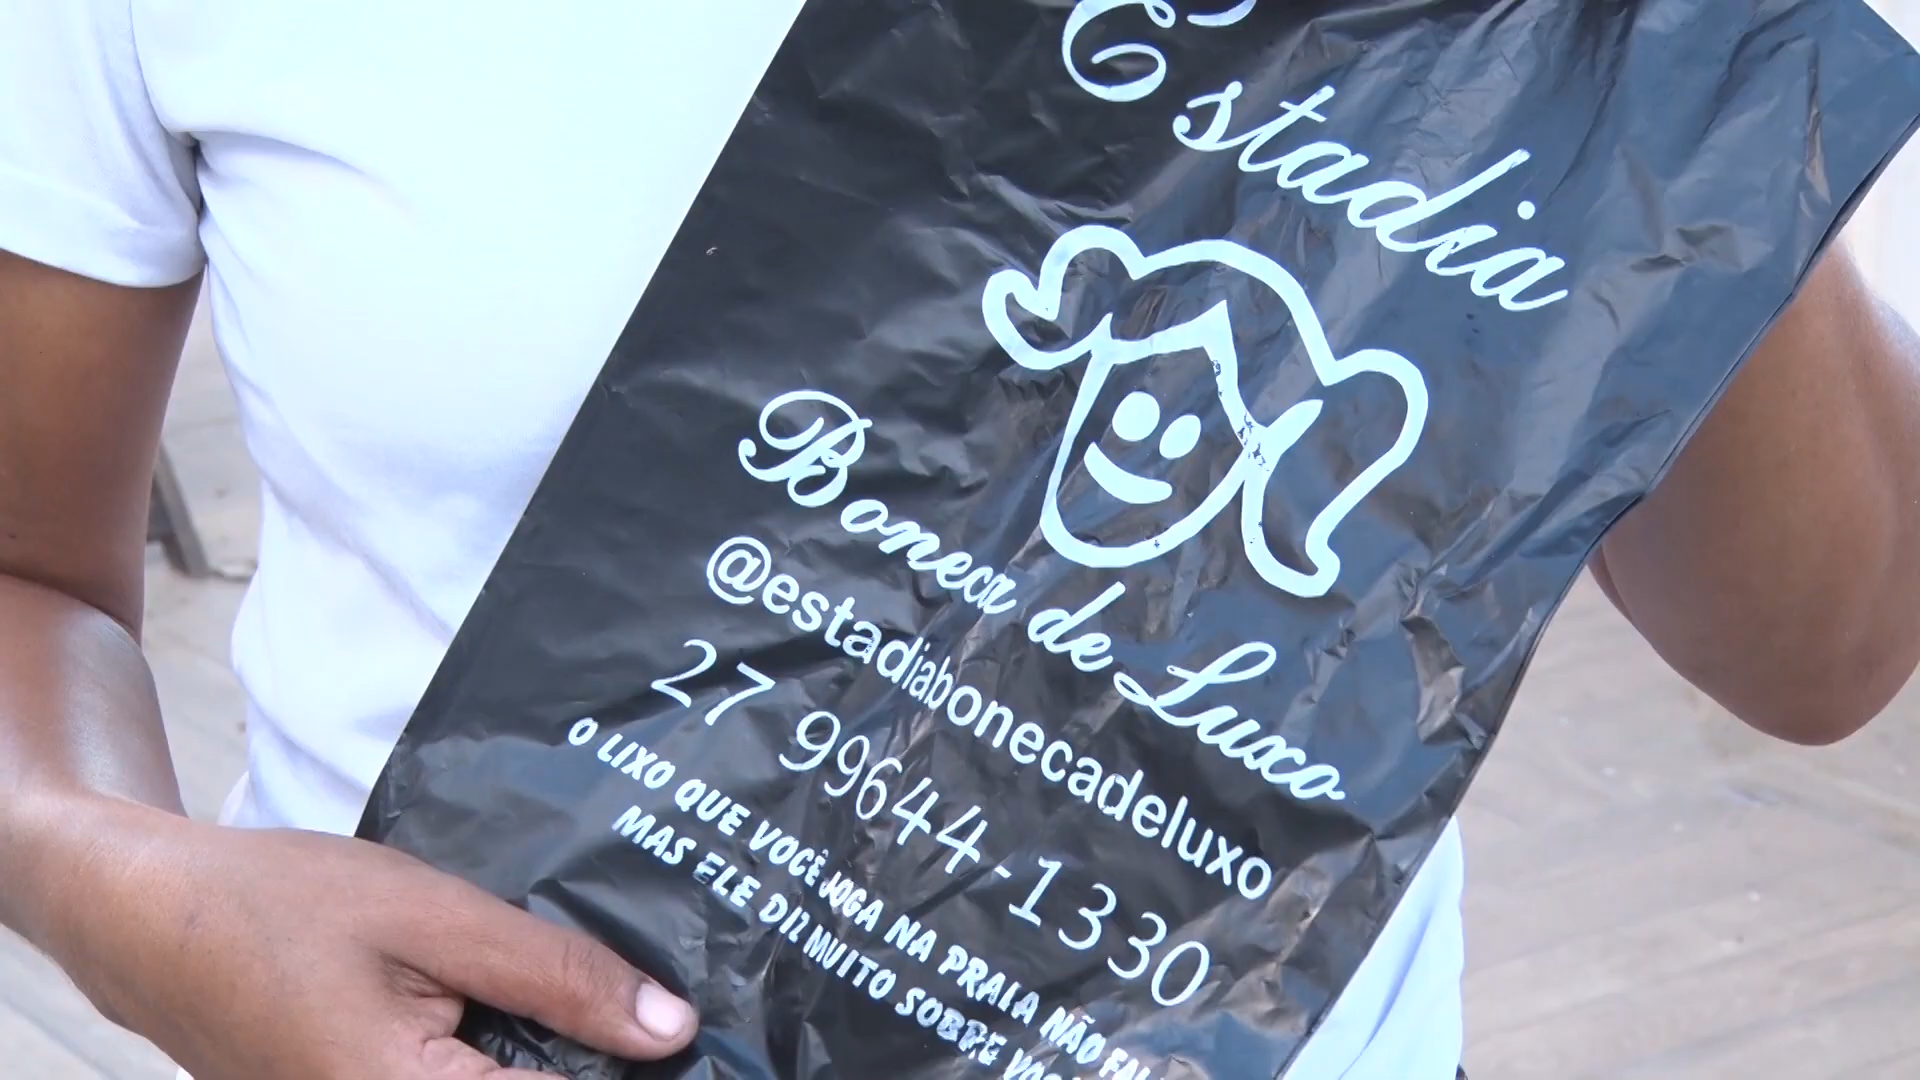 Estadia
Boneca de Luxo
@estadiabonecadeluxo
27 99644-1330
O LIXO QUE VOCÊ JOGA NA PRAIA NÃO
MAS ELE DIZ MUITO SOBRE